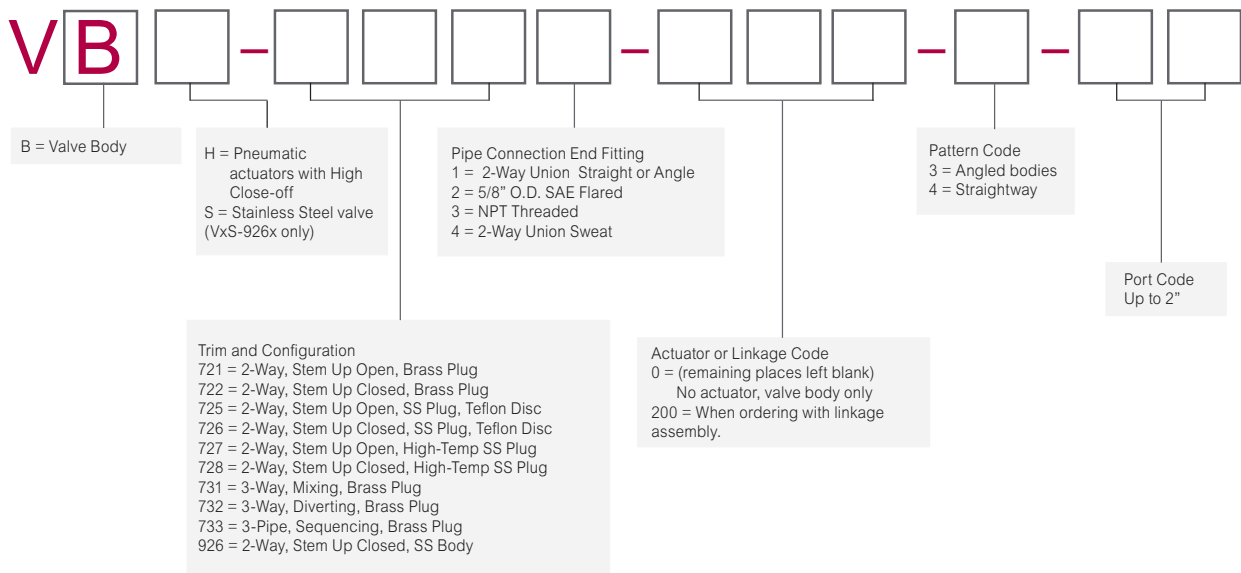 V B – – – –
B = Valve Body
H = Pneumatic
actuators with High
Close-off
S = Stainless Steel valve
(VxS-926x only)
Pipe Connection End Fitting
1 = 2-Way Union Straight or Angle
2 = 5/8” O.D. SAE Flared
3 = NPT Threaded
4 = 2-Way Union Sweat
Pattern Code
3 = Angled bodies
4 = Straightway
Port Code
Up to 2”
Trim and Configuration
721 = 2-Way, Stem Up Open, Brass Plug
722 = 2-Way, Stem Up Closed, Brass Plug
725 = 2-Way, Stem Up Open, SS Plug, Teflon Disc
726 = 2-Way, Stem Up Closed, SS Plug, Teflon Disc
727 = 2-Way, Stem Up Open, High-Temp SS Plug
728 = 2-Way, Stem Up Closed, High-Temp SS Plug
731 = 3-Way, Mixing, Brass Plug
732 = 3-Way, Diverting, Brass Plug
733 = 3-Pipe, Sequencing, Brass Plug
926 = 2-Way, Stem Up Closed, SS Body
Actuator or Linkage Code
0 = (remaining places left blank)
No actuator, valve body only
200 = When ordering with linkage
assembly.